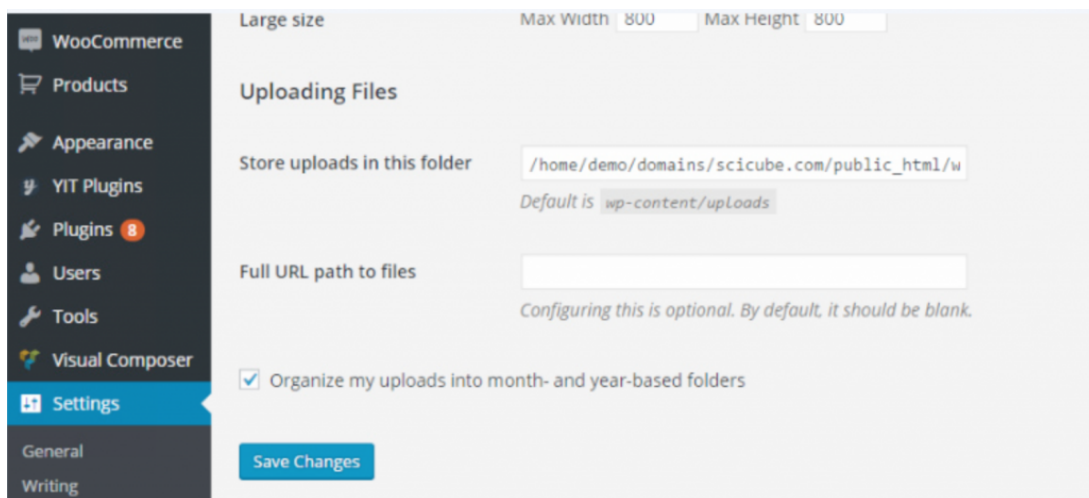 WooCommerce
Products
Appearance
YIT Plugins
Plugins 8
Users
Tools
Visual Composer
Settings
General
Writing
Large size Max Width 800 Max Height 800
Uploading Files
Store uploads in this folder /home/demo/domains/scicube.com/public_html/w
Default is wp-content/uploads
Full URL path to files
Configuring this is optional. By default, it should be blank.
Organize my uploads into month- and year-based folders
Save Changes